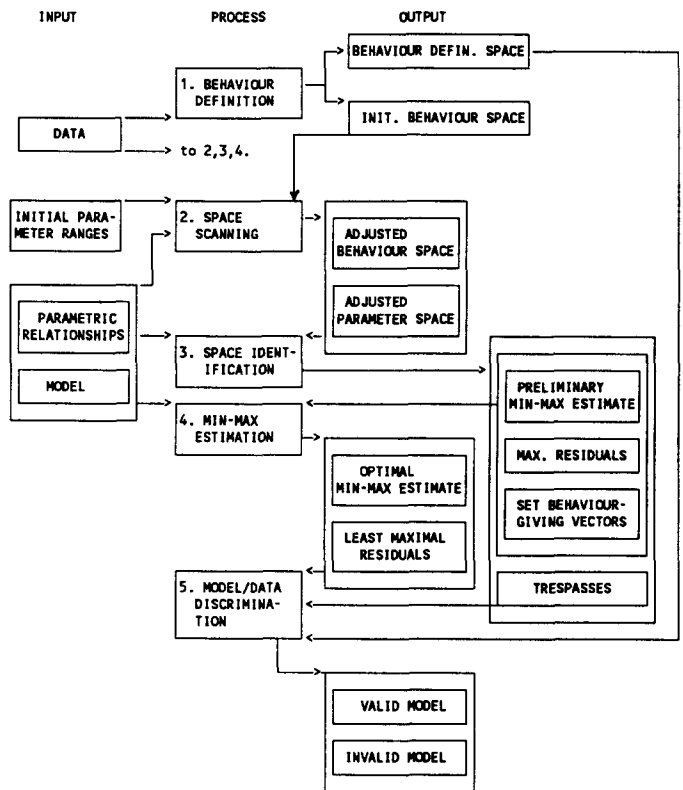 INPUT PROCESS OUTPUT
BEHAVIOUR DEFIN. SPACE
1. BEHAVIOUR
DEFINITION
INIT. BEHAVIOUR SPACE
DATA
to 2,3,4.
INITIAL PARA-
METER RANGES
2. SPACE
SCANNING
ADJUSTED
BEHAVIOUR SPACE
ADJUSTED
PARAMETER SPACE
PARAMETRIC
RELATIONSHIPS
MODEL
3. SPACE IDENT-
IFICATION
PRELIMINARY
MIN-MAX ESTIMATE
MAX. RESIDUALS
SET BEHAVIOUR-
GIVING VECTORS
TRESPASSES
4. MIN-MAX
ESTIMATION
OPTIMAL
MIN-MAX ESTIMATE
LEAST MAXIMAL
RESIDUALS
5. MODEL/DATA
DISCRIMINA-
TION
VALID MODEL
INVALID MODEL